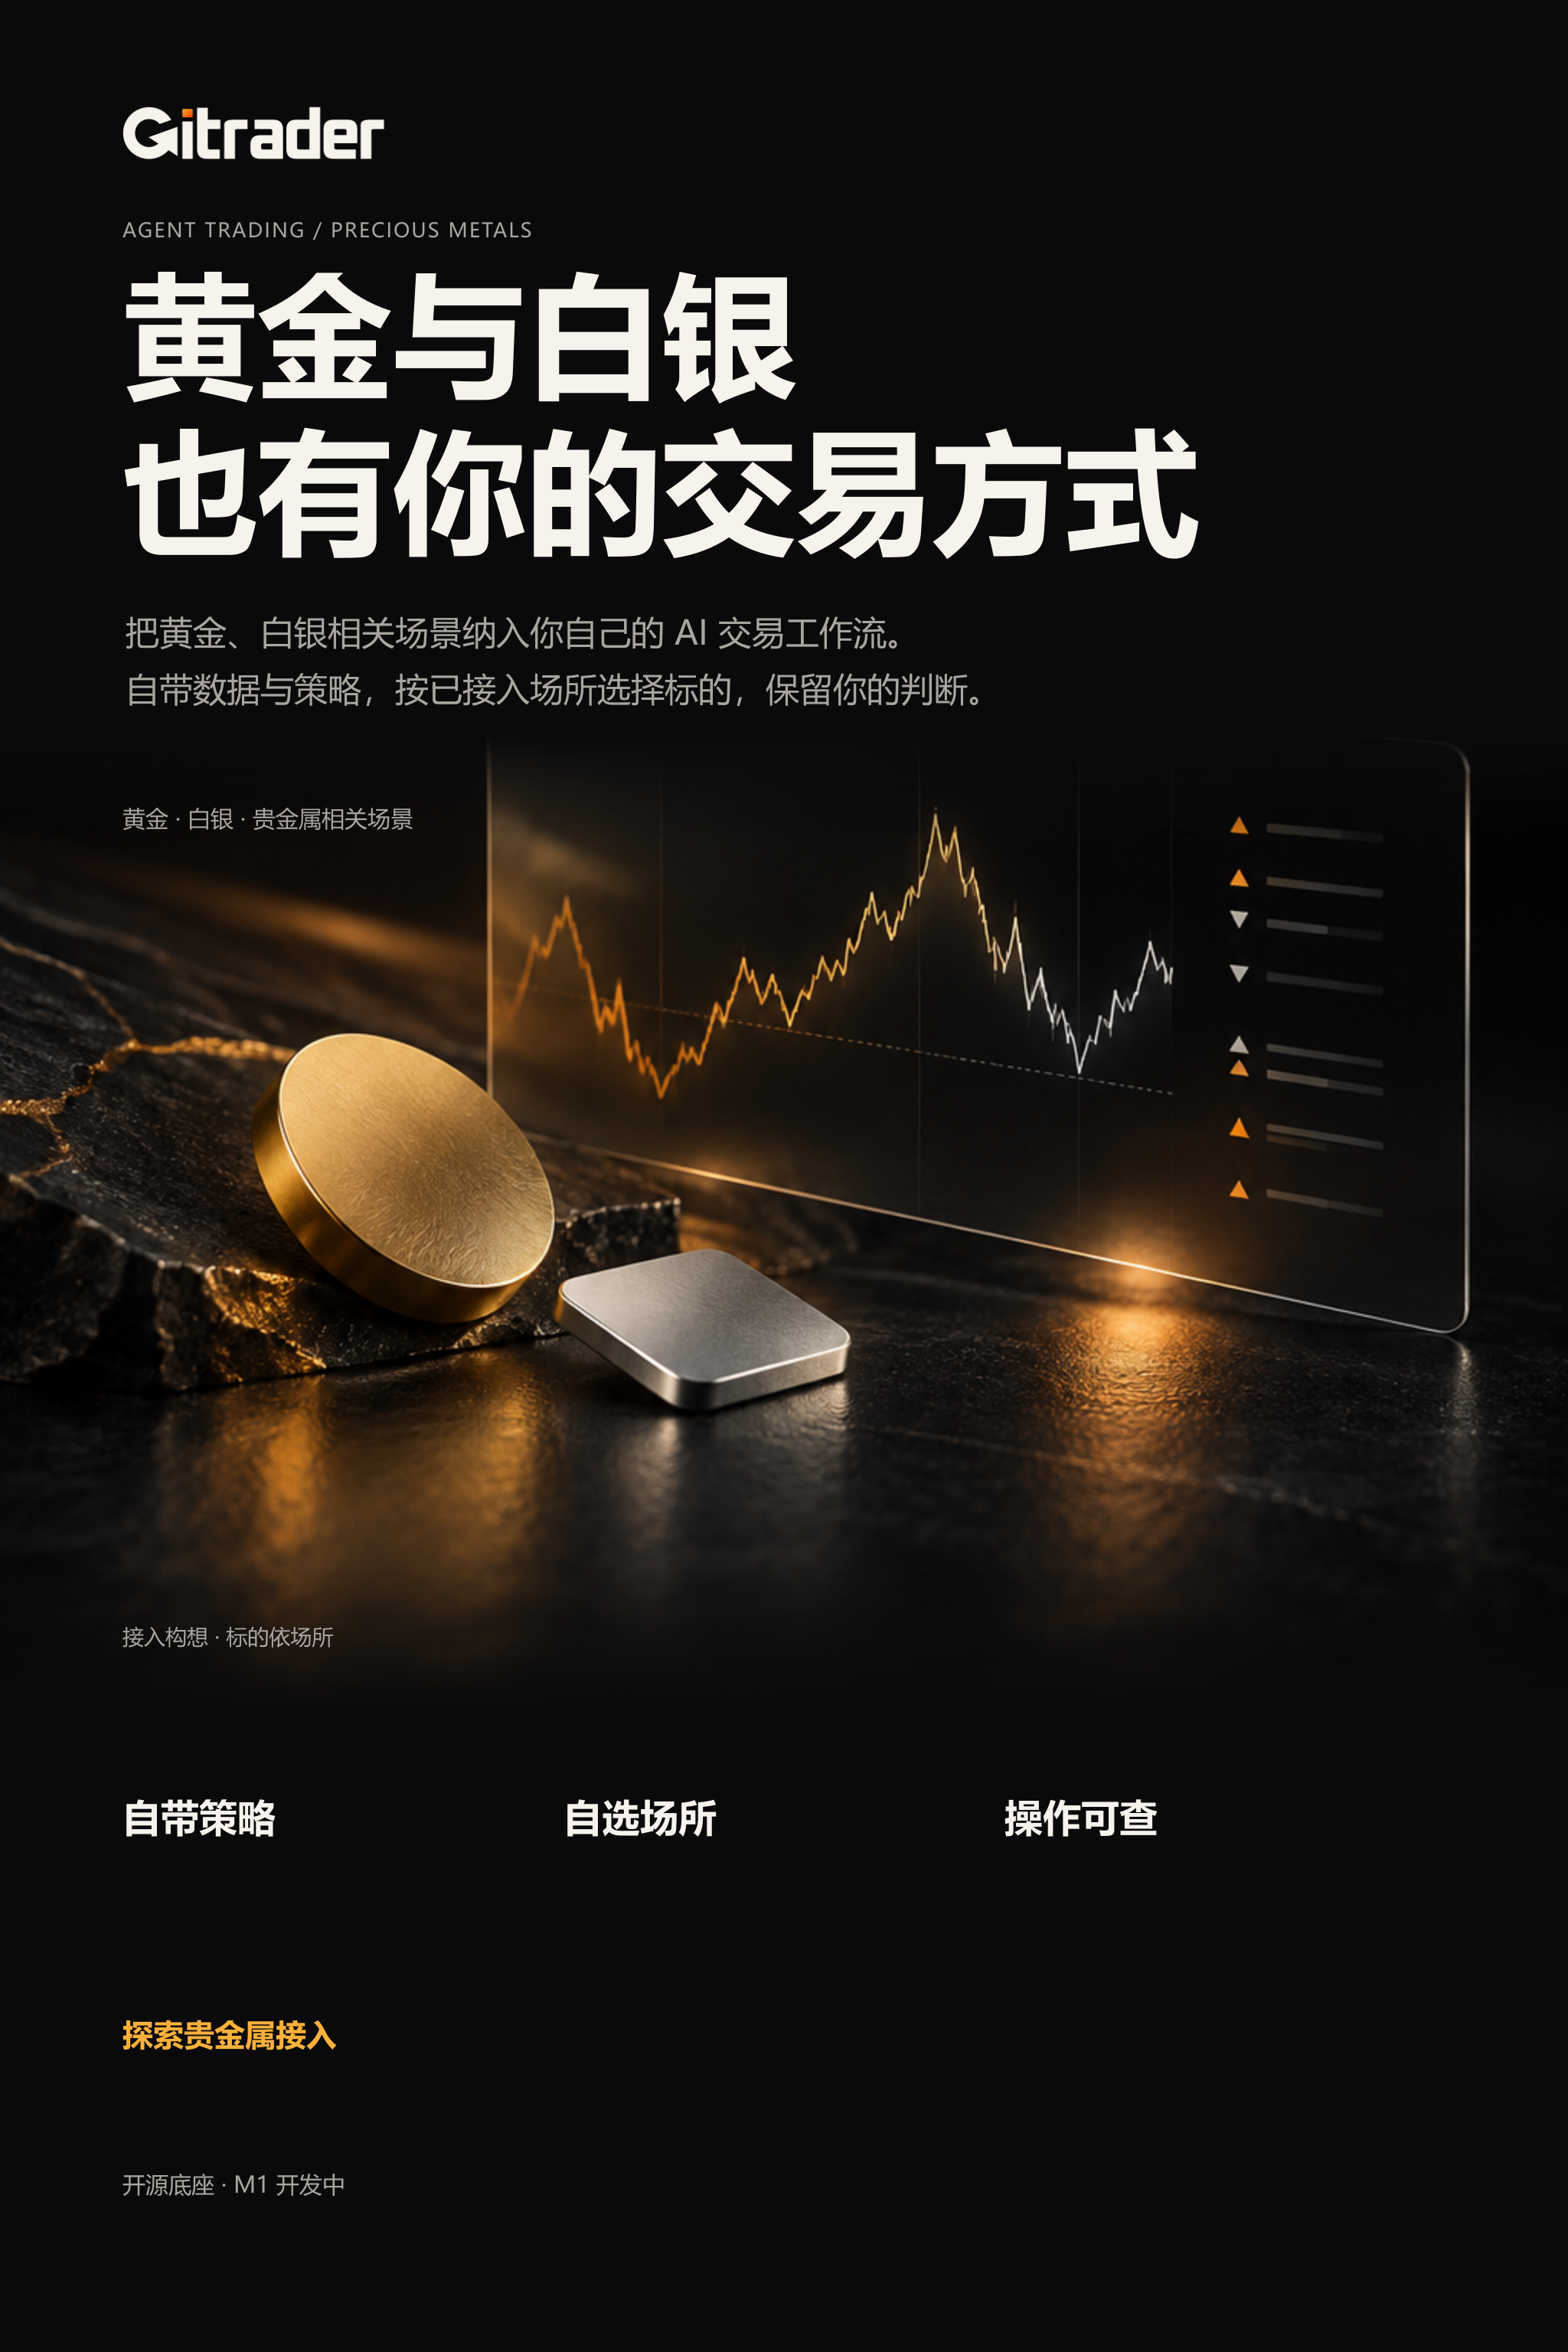 Gitrader
AGENT TRADING / PRECIOUS METALS
黄金与白银
也有你的交易方式
把黄金、白银相关场景纳入你自己的 AI 交易工作流。
自带数据与策略，按已接入场所选择标的，保留你的判断。
黄金 · 白银 · 贵金属相关场景
接入构想 · 标的依场所
自带策略
自选场所
操作可查
探索贵金属接入
开源底座 · M1 开发中